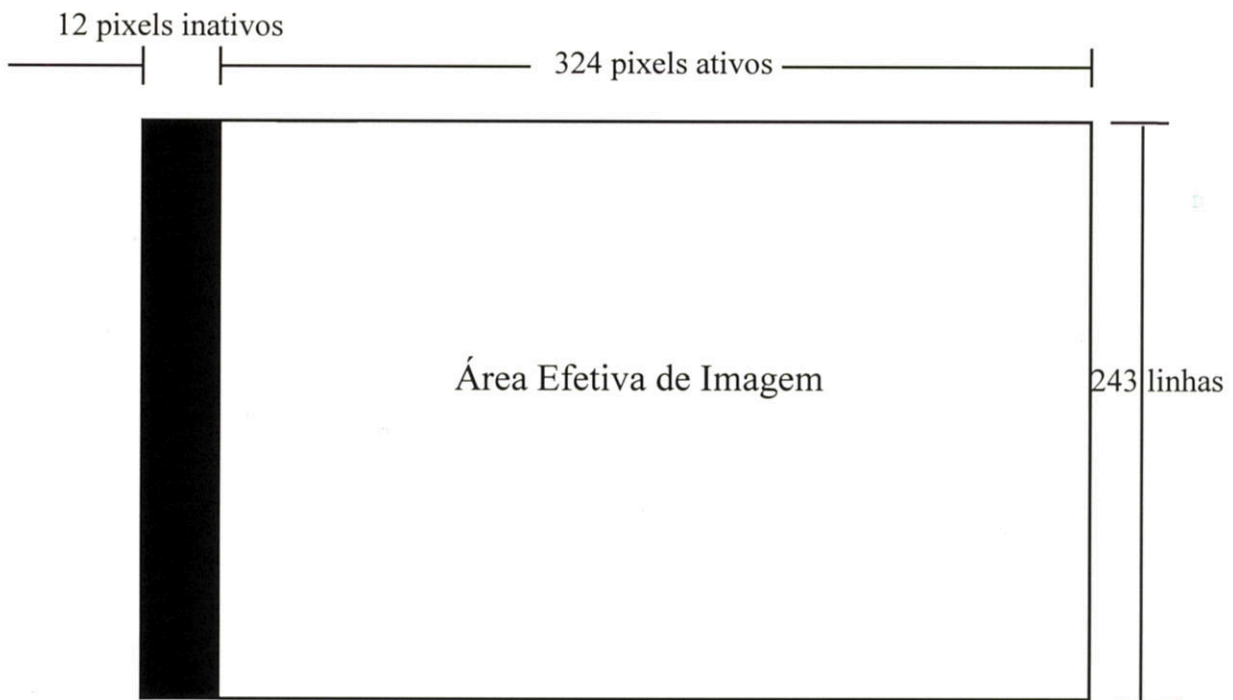 12 pixels inativos
324 pixels ativos
Área Efetiva de Imagem
243 linhas